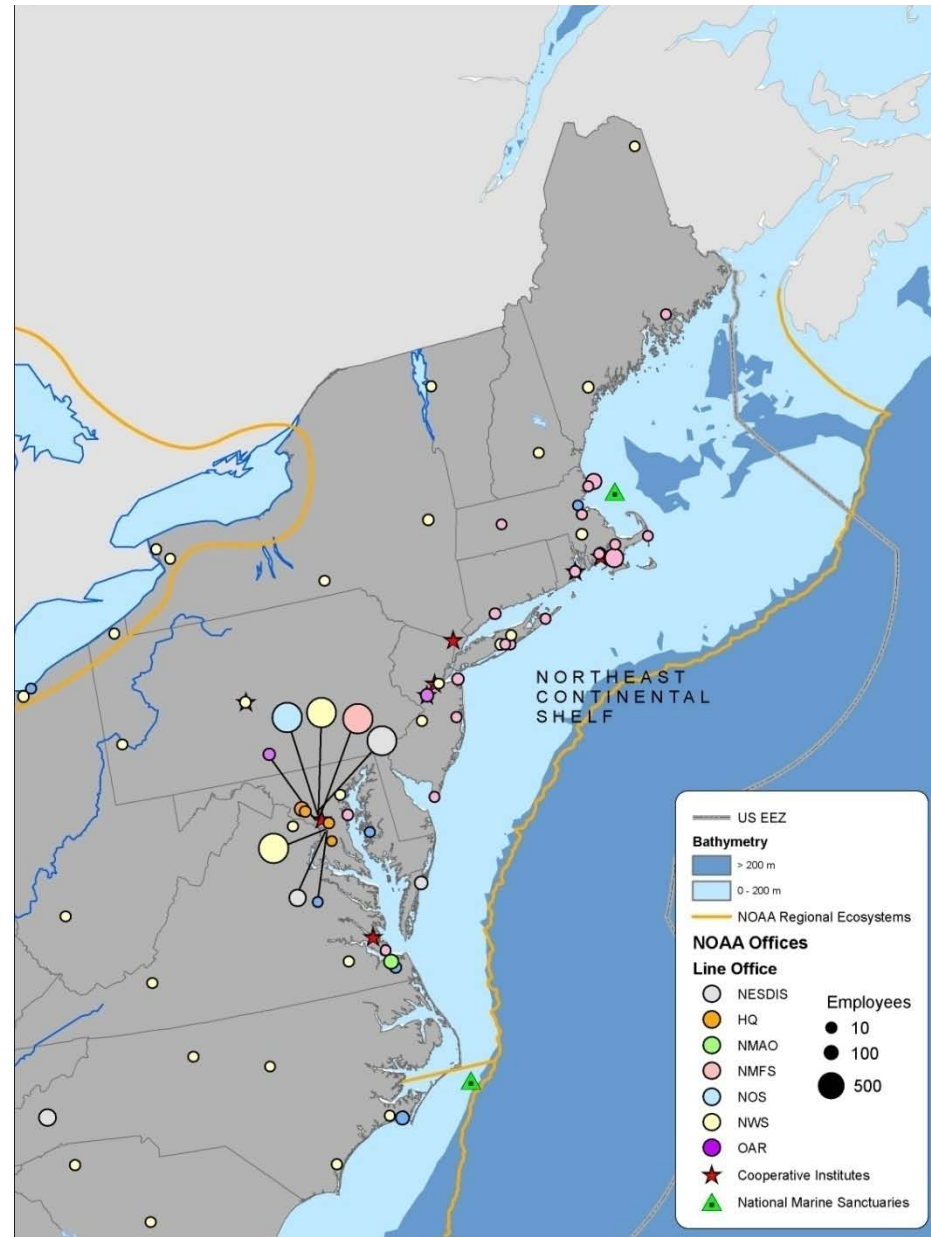 NORTHEAST
CONTINENTAL
SHELF
US EEZ
Bathymetry
> 200 m
0 - 200 m
NOAA Regional Ecosystems
NOAA Offices
Line Office
NESDIS
HQ
NMAO
NMFS
NOS
NWS
OAR
Employees
10
100
500
Cooperative Institutes
National Marine Sanctuaries